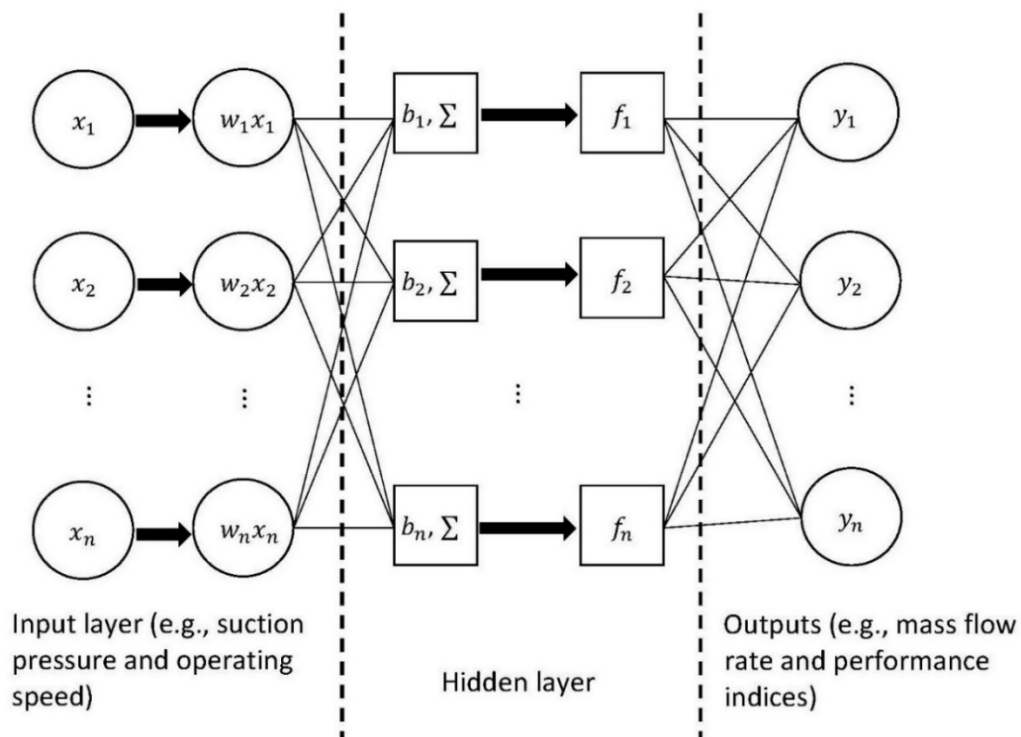 x₁ w₁x₁ b₁, Σ f₁ y₁
x₂ w₂x₂ b₂, Σ f₂ y₂
⋮ ⋮ ⋮ ⋮
xₙ wₙxₙ bₙ, Σ fₙ yₙ
Input layer (e.g., suction
pressure and operating
speed)
Hidden layer
Outputs (e.g., mass flow
rate and performance
indices)